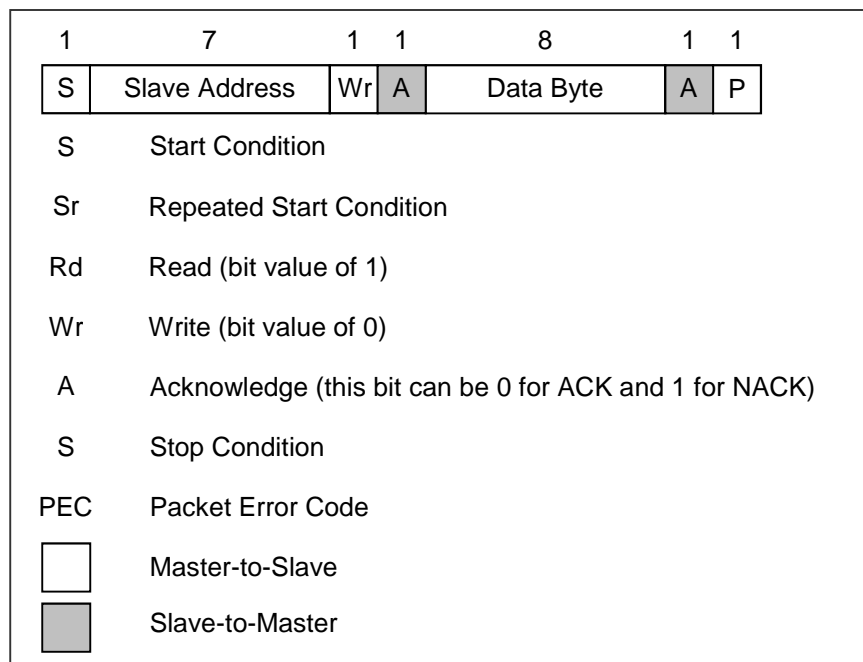 1 7 1 1 8 1 1
S Slave Address Wr A Data Byte A P
S Start Condition
Sr Repeated Start Condition
Rd Read (bit value of 1)
Wr Write (bit value of 0)
A Acknowledge (this bit can be 0 for ACK and 1 for NACK)
S Stop Condition
PEC Packet Error Code
Master-to-Slave
Slave-to-Master